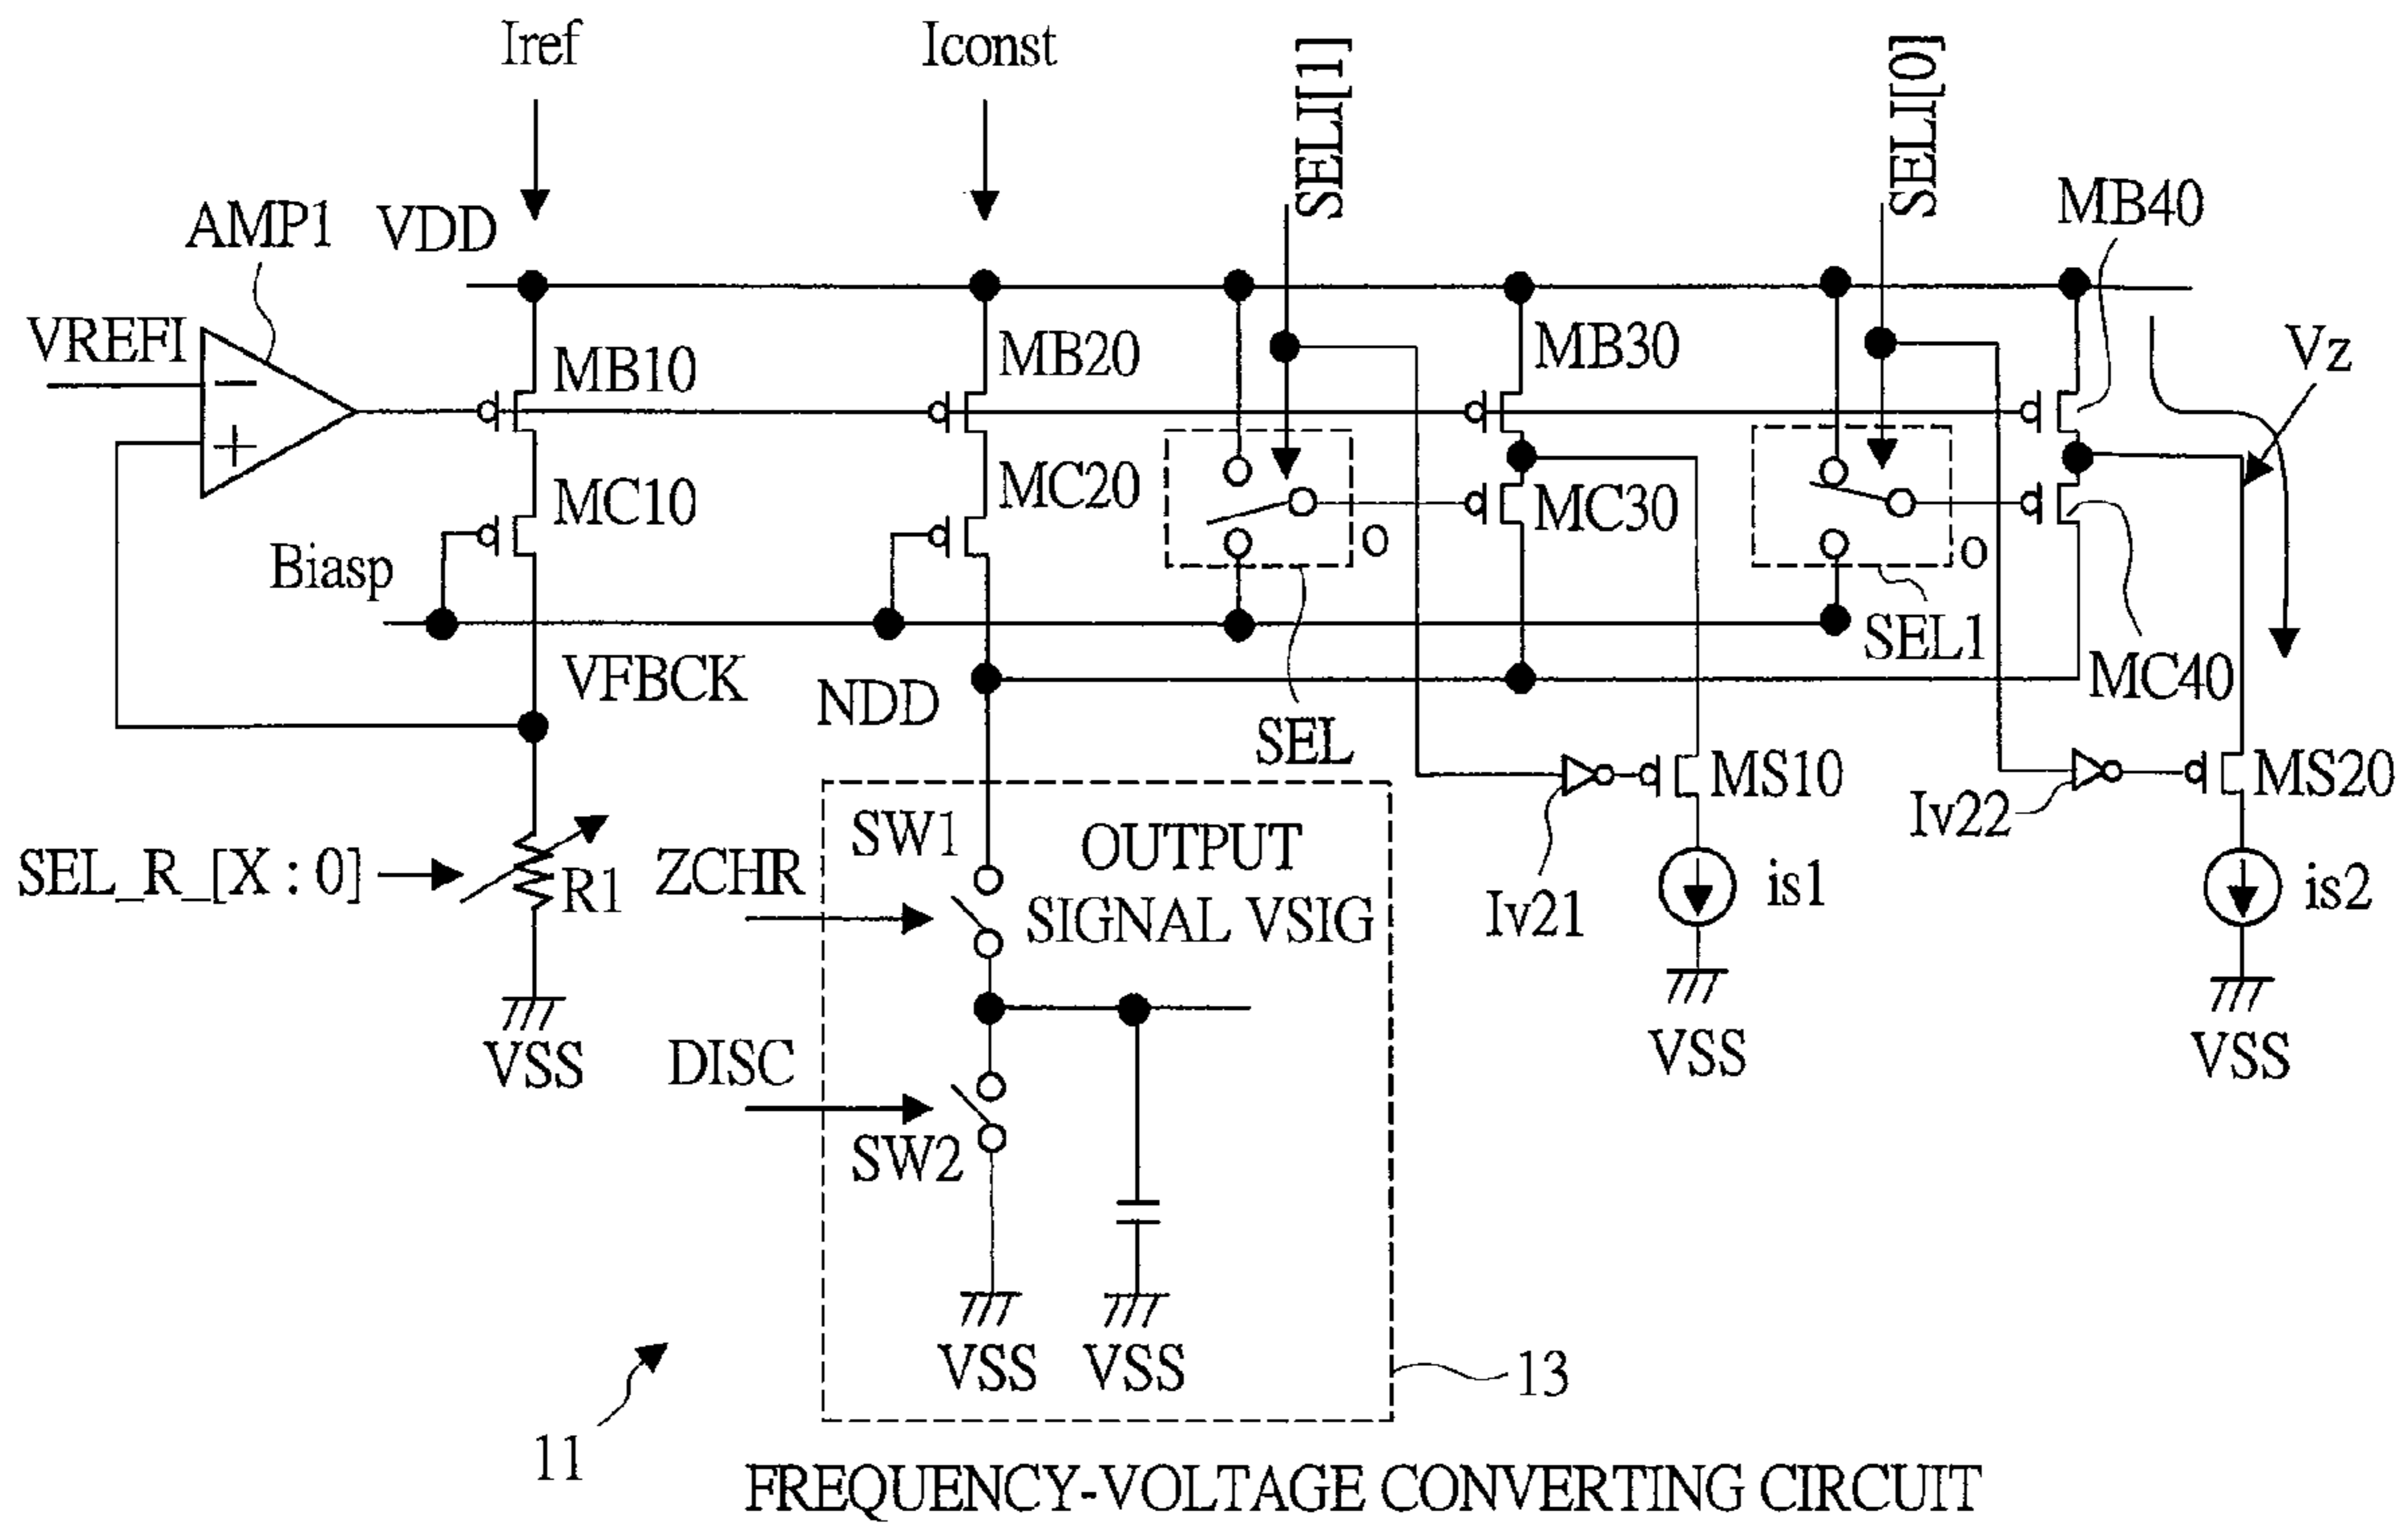 Iref
Iconst
SELI[1]
SELI[0]
AMP1
VDD
MB40
VREFI
−
+
MB10
MB20
MB30
Vz
MC10
MC20
MC30
O
O
Biasp
VFBCK
NDD
SEL
SEL1
MC40
MS10
MS20
SEL_R_[X : 0]
R1
ZCHR
SW1
OUTPUT
SIGNAL VSIG
Iv21
is1
Iv22
is2
VSS
DISC
SW2
VSS
VSS
VSS
VSS
13
11
FREQUENCY-VOLTAGE CONVERTING CIRCUIT